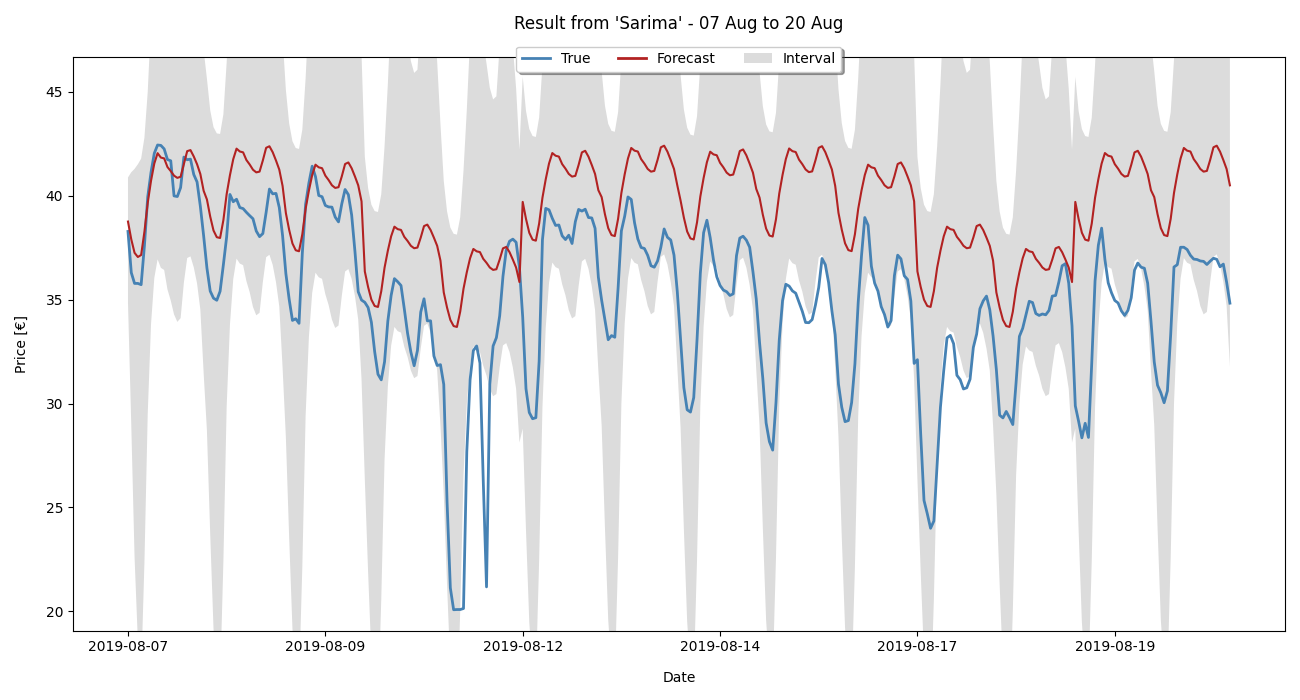 Result from 'Sarima' - 07 Aug to 20 Aug
True Forecast Interval
45
40
35
30
25
20
Price [€]
2019-08-07 2019-08-09 2019-08-12 2019-08-14 2019-08-17 2019-08-19
Date